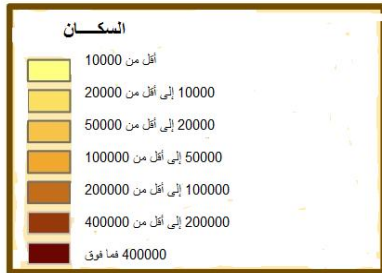 السكـــان
أقل من 10000
10000 إلى أقل من 20000
20000 إلى أقل من 50000
50000 إلى أقل من 100000
100000 إلى أقل من 200000
200000 إلى أقل من 400000
400000 فما فوق